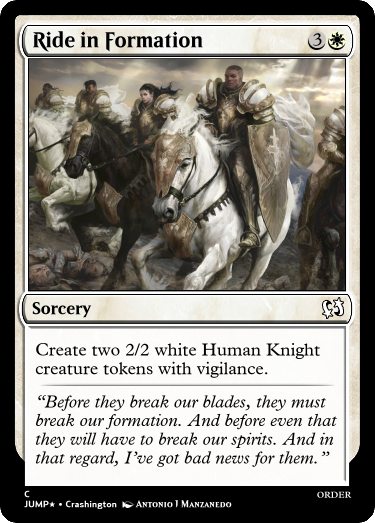 Ride in Formation 3
Sorcery
Create two 2/2 white Human Knight
creature tokens with vigilance.
“Before they break our blades, they must
break our formation. And before even that
they will have to break our spirits. And in
that regard, I’ve got bad news for them.”
C ORDER
JUMP★ • Crashington Antonio J Manzanedo